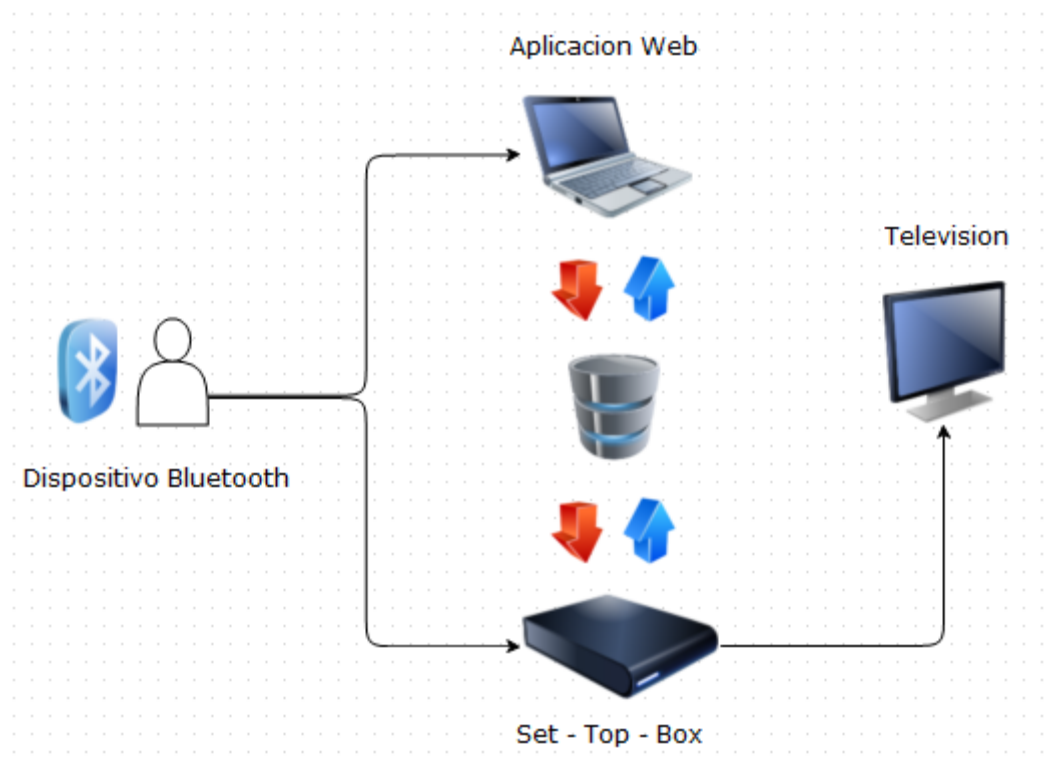 Aplicacion Web
Television
Dispositivo Bluetooth
Set - Top - Box